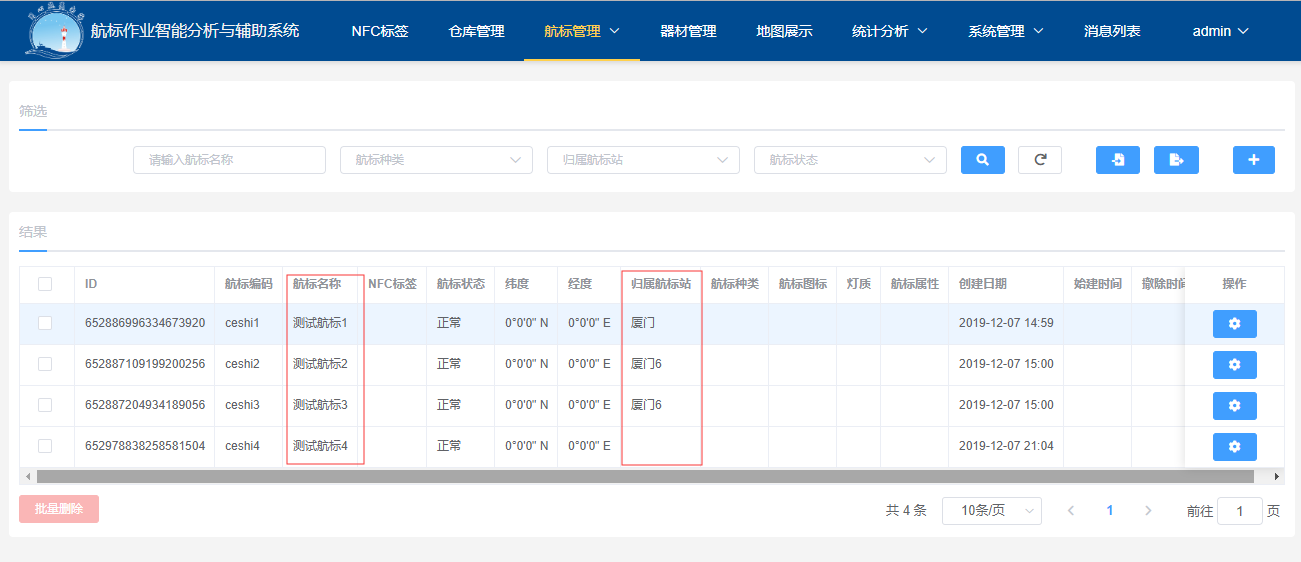 航标作业智能分析与辅助系统 NFC标签 仓库管理 航标管理 器材管理 地图展示 统计分析 系统管理 消息列表 admin
筛选
请输入航标名称 航标种类 归属航标站 航标状态
结果
ID 航标编码 航标名称 NFC标签 航标状态 纬度 经度 归属航标站 航标种类 航标图标 灯质 航标属性 创建日期 始建时间 撤除时间 操作
652886996334673920 ceshi1 测试航标1 正常 0°0'0" N 0°0'0" E 厦门 2019-12-07 14:59
652887109199200256 ceshi2 测试航标2 正常 0°0'0" N 0°0'0" E 厦门6 2019-12-07 15:00
652887204934189056 ceshi3 测试航标3 正常 0°0'0" N 0°0'0" E 厦门6 2019-12-07 15:00
652978838258581504 ceshi4 测试航标4 正常 0°0'0" N 0°0'0" E 2019-12-07 21:04
批量删除 共 4 条 10条/页 1 前往 1 页